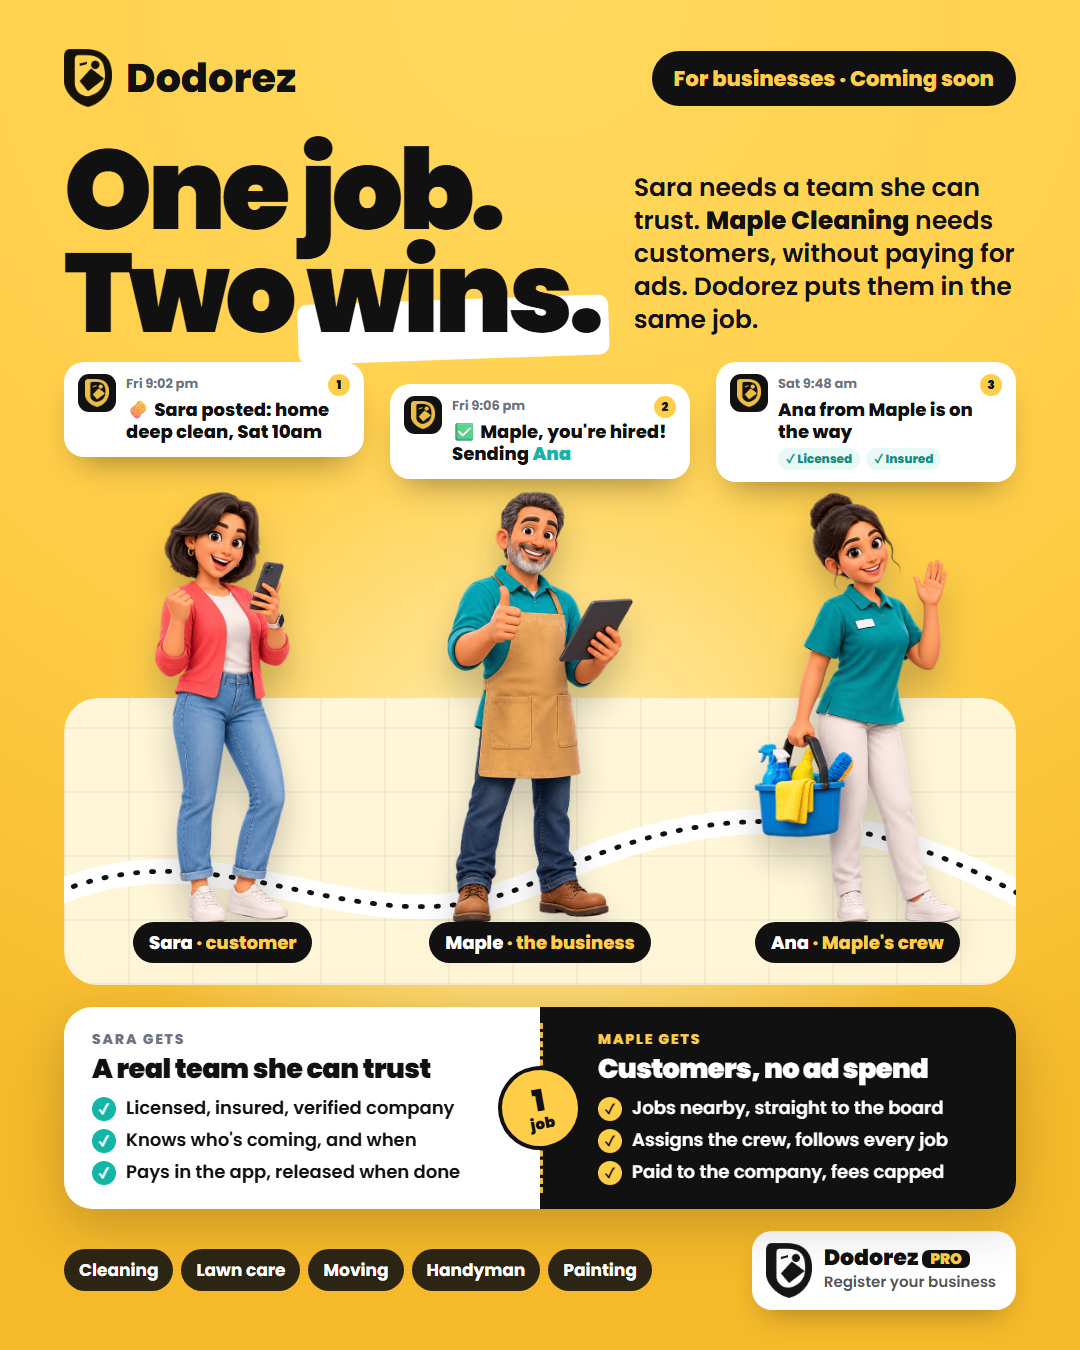 Dodorez
For businesses · Coming soon
One job.
Two wins.
Sara needs a team she can
trust. Maple Cleaning needs
customers, without paying for
ads. Dodorez puts them in the
same job.
Fri 9:02 pm
1
🧽 Sara posted: home
deep clean, Sat 10am
Fri 9:06 pm
2
✅ Maple, you're hired!
Sending Ana
Sat 9:48 am
3
Ana from Maple is on
the way
✓ Licensed ✓ Insured
Sara · customer
Maple · the business
Ana · Maple's crew
SARA GETS
A real team she can trust
✓ Licensed, insured, verified company
✓ Knows who's coming, and when
✓ Pays in the app, released when done
1
job
MAPLE GETS
Customers, no ad spend
✓ Jobs nearby, straight to the board
✓ Assigns the crew, follows every job
✓ Paid to the company, fees capped
Cleaning
Lawn care
Moving
Handyman
Painting
Dodorez PRO
Register your business